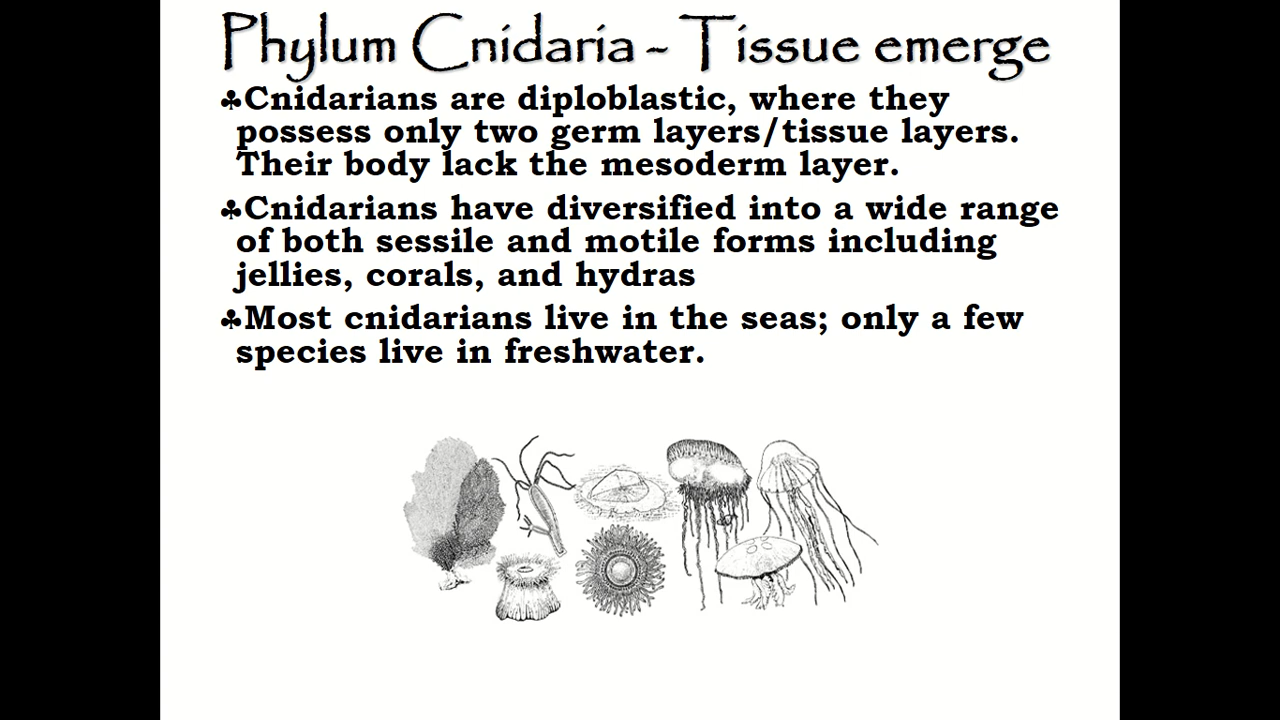 Phylum Cnidaria - Tissue emerge
♣Cnidarians are diploblastic, where they
possess only two germ layers/tissue layers.
Their body lack the mesoderm layer.
♣Cnidarians have diversified into a wide range
of both sessile and motile forms including
jellies, corals, and hydras
♣Most cnidarians live in the seas; only a few
species live in freshwater.